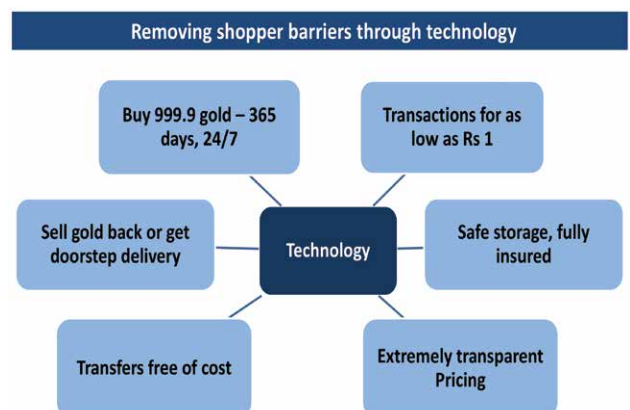 Removing shopper barriers through technology
Buy 999.9 gold – 365
days, 24/7
Transactions for as
low as Rs 1
Sell gold back or get
doorstep delivery
Technology
Safe storage, fully
insured
Transfers free of cost
Extremely transparent
Pricing